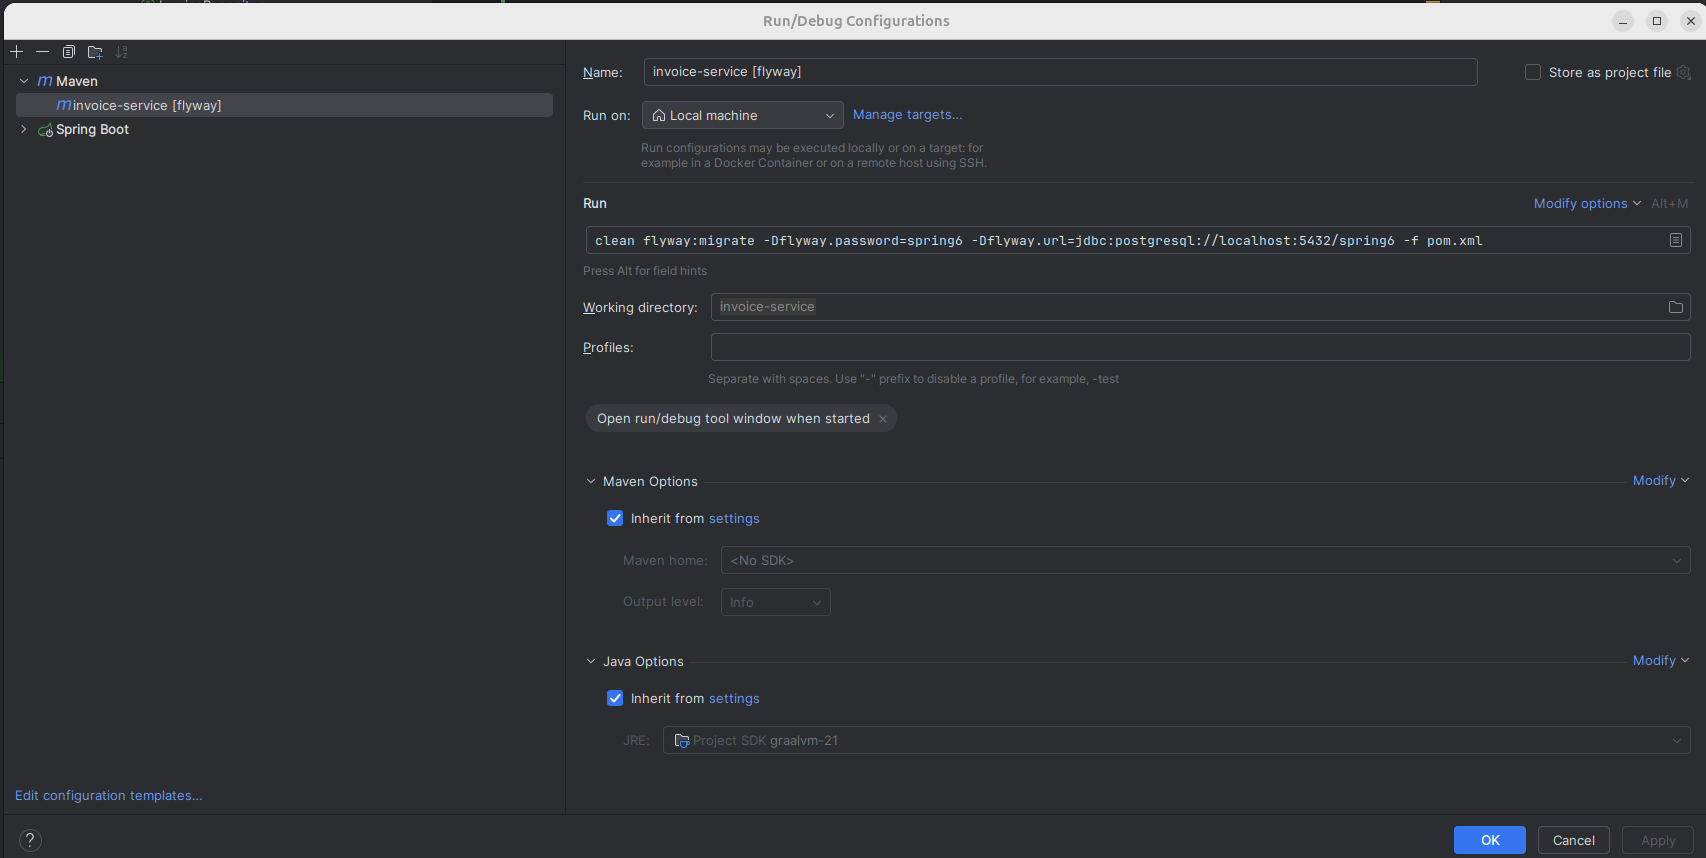 Run/Debug Configurations
Maven
invoice-service [flyway]
Spring Boot
Edit configuration templates...
Name:
invoice-service [flyway]
Store as project file
Run on:
Local machine
Manage targets...
Run configurations may be executed locally or on a target: for
example in a Docker Container or on a remote host using SSH.
Run
Modify options
Alt+M
clean flyway:migrate -Dflyway.password=spring6 -Dflyway.url=jdbc:postgresql://localhost:5432/spring6 -f pom.xml
Press Alt for field hints
Working directory:
invoice-service
Profiles:
Separate with spaces. Use "-" prefix to disable a profile, for example, -test
Open run/debug tool window when started
Maven Options
Modify
Inherit from settings
Maven home:
<No SDK>
Output level:
Info
Java Options
Modify
Inherit from settings
JRE:
Project SDK graalvm-21
?
OK
Cancel
Apply